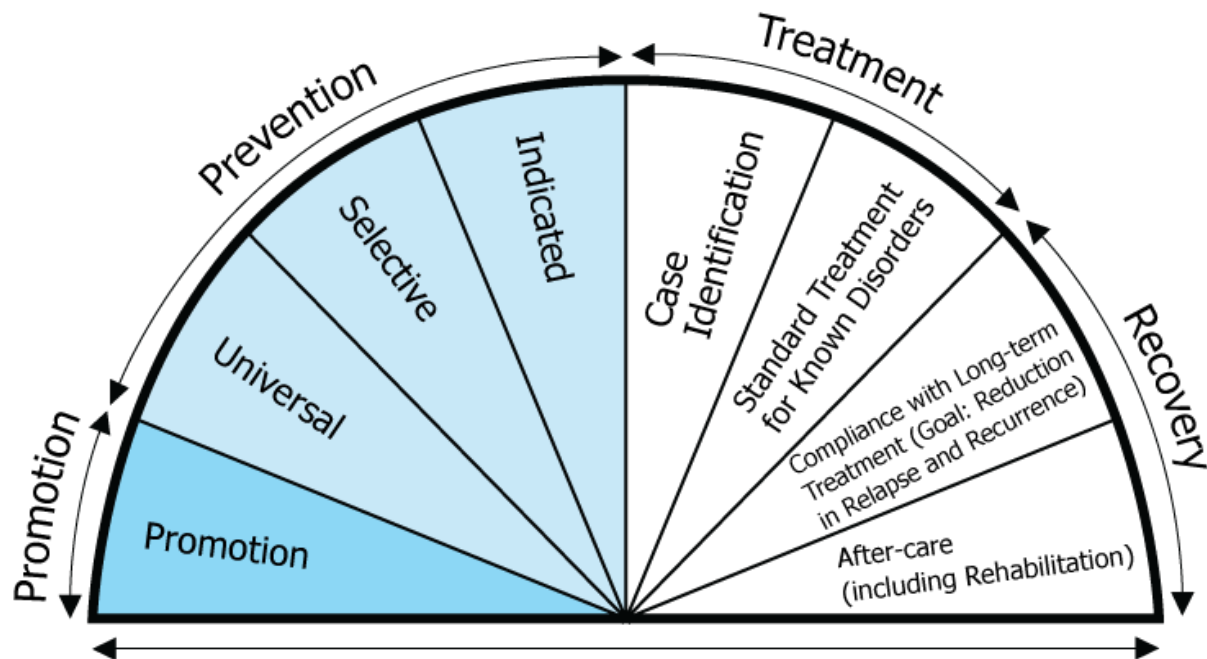 Promotion
Prevention
Treatment
Recovery
Promotion
Universal
Selective
Indicated
Case
Identification
Standard Treatment
for Known Disorders
Compliance with Long-term
Treatment (Goal: Reduction
in Relapse and Recurrence)
After-care
(including Rehabilitation)